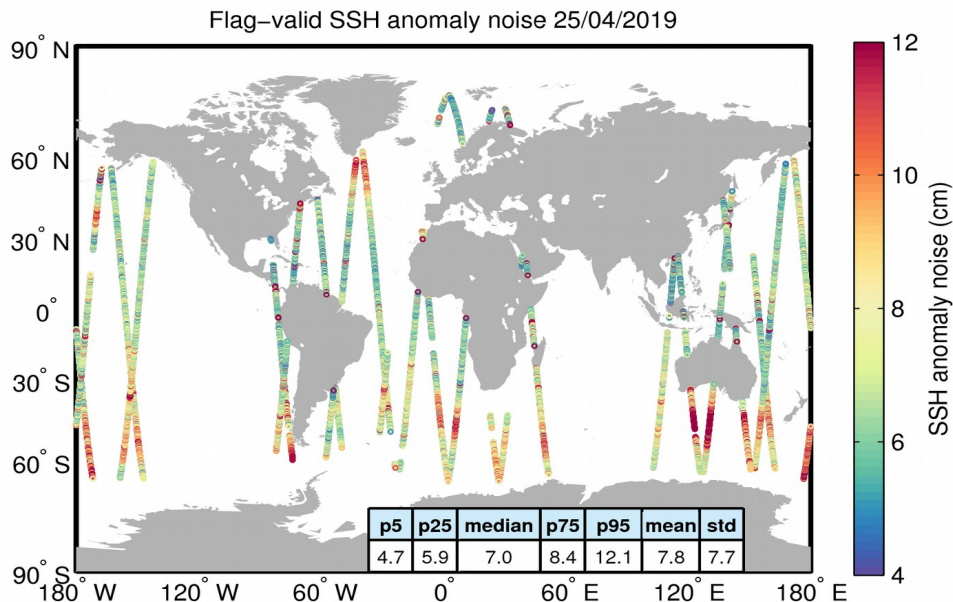 Flag−valid SSH anomaly noise 25/04/2019
90° N
60° N
30° N
0°
30° S
60° S
90° S
180° W
120° W
60° W
0°
60° E
120° E
180° E
p5 p25 median p75 p95 mean std
4.7 5.9 7.0 8.4 12.1 7.8 7.7
12
10
8
6
4
SSH anomaly noise (cm)